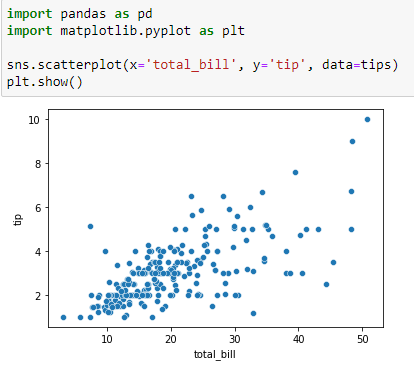 import pandas as pd
import matplotlib.pyplot as plt
sns.scatterplot(x='total_bill', y='tip', data=tips)
plt.show()
10
8
6
4
2
tip
10 20 30 40 50
total_bill